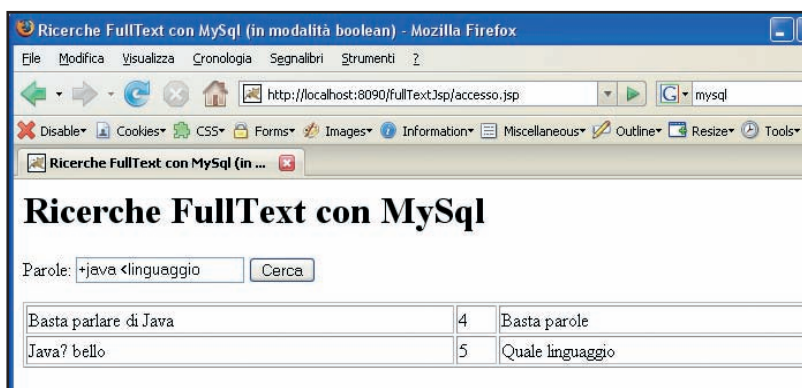 Ricerche FullText con MySql (in modalità boolean) - Mozilla Firefox
File Modifica Visualizza Cronologia Segnalibri Strumenti ?
http://localhost:8090/fullTextJsp/accesso.jsp G mysql
Disable Cookies CSS Forms Images Information Miscellaneous Outline Resize Tools
Ricerche FullText con MySql (in ...
Ricerche FullText con MySql
Parole: +java <linguaggio Cerca
Basta parlare di Java 4 Basta parole
Java? bello 5 Quale linguaggio